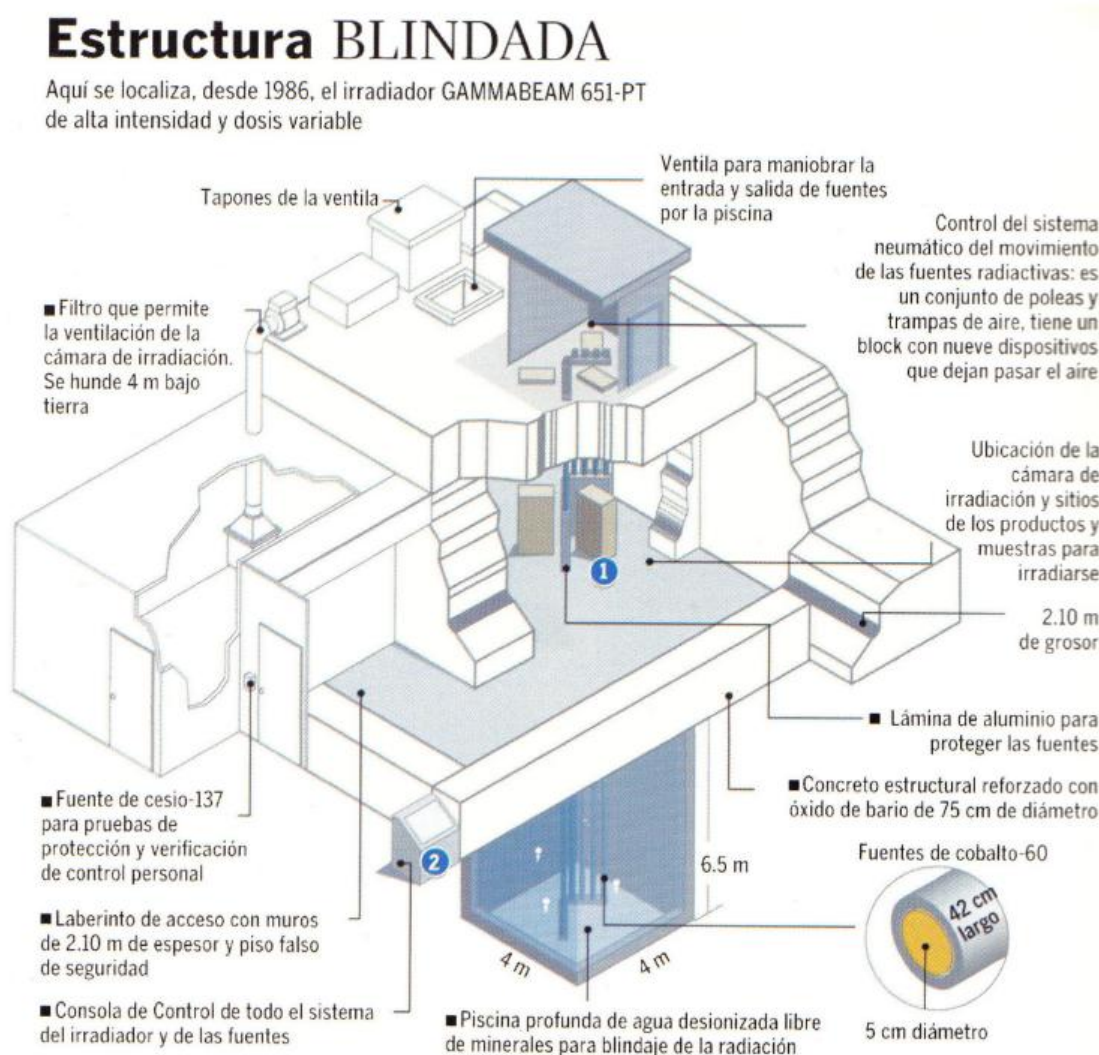 Estructura BLINDADA
Aquí se localiza, desde 1986, el irradiador GAMMABEAM 651-PT
de alta intensidad y dosis variable
Tapones de la ventila
Ventila para maniobrar la
entrada y salida de fuentes
por la piscina
Control del sistema
neumático del movimiento
de las fuentes radiactivas: es
un conjunto de poleas y
trampas de aire, tiene un
block con nueve dispositivos
que dejan pasar el aire
■ Filtro que permite
la ventilación de la
cámara de irradiación.
Se hunde 4 m bajo
tierra
Ubicación de la
cámara de
irradiación y sitios
de los productos y
muestras para
irradiarse
1
2.10 m
de grosor
■ Lámina de aluminio para
proteger las fuentes
■ Concreto estructural reforzado con
óxido de bario de 75 cm de diámetro
■ Fuente de cesio-137
para pruebas de
protección y verificación
de control personal
2
6.5 m
Fuentes de cobalto-60
42 cm
largo
5 cm diámetro
■ Laberinto de acceso con muros
de 2.10 m de espesor y piso falso
de seguridad
4 m
4 m
■ Consola de Control de todo el sistema
del irradiador y de las fuentes
■ Piscina profunda de agua desionizada libre
de minerales para blindaje de la radiación